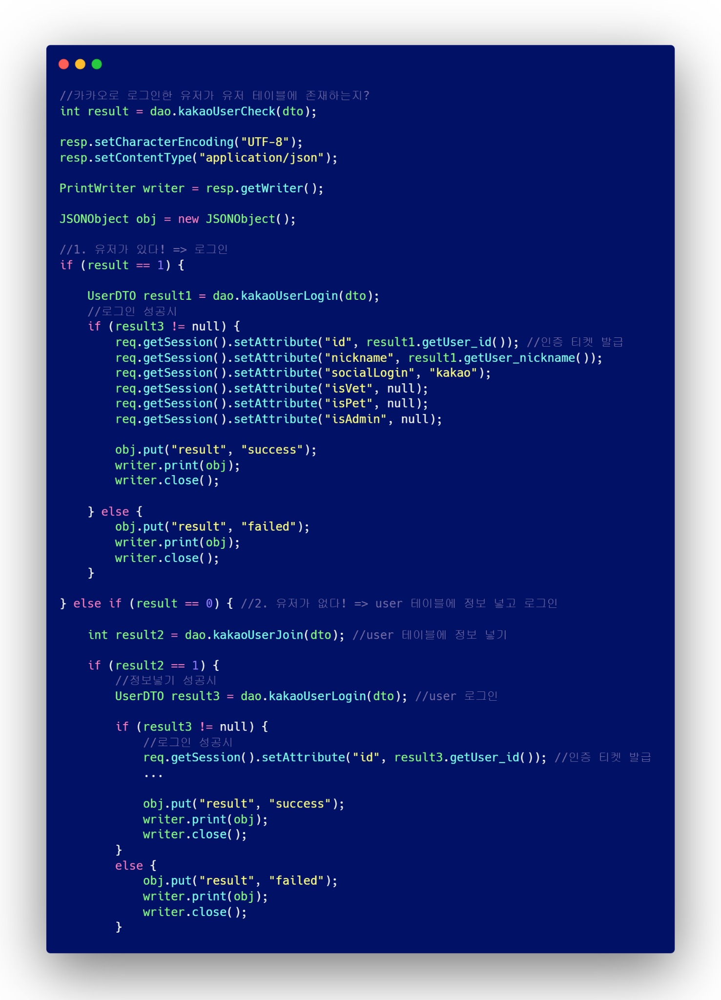 //카카오로 로그인한 유저가 유저 테이블에 존재하는지?
int result = dao.kakaoUserCheck(dto);
resp.setCharacterEncoding("UTF-8");
resp.setContentType("application/json");
PrintWriter writer = resp.getWriter();
JSONObject obj = new JSONObject();
//1. 유저가 있다! => 로그인
if (result == 1) {
    UserDTO result1 = dao.kakaoUserLogin(dto);
    //로그인 성공시
    if (result3 != null) {
        req.getSession().setAttribute("id", result1.getUser_id()); //인증 티켓 발급
        req.getSession().setAttribute("nickname", result1.getUser_nickname());
        req.getSession().setAttribute("socialLogin", "kakao");
        req.getSession().setAttribute("isVet", null);
        req.getSession().setAttribute("isPet", null);
        req.getSession().setAttribute("isAdmin", null);
        obj.put("result", "success");
        writer.print(obj);
        writer.close();
    } else {
        obj.put("result", "failed");
        writer.print(obj);
        writer.close();
    }
} else if (result == 0) { //2. 유저가 없다! => user 테이블에 정보 넣고 로그인
    int result2 = dao.kakaoUserJoin(dto); //user 테이블에 정보 넣기
    if (result2 == 1) {
        //정보넣기 성공시
        UserDTO result3 = dao.kakaoUserLogin(dto); //user 로그인
        if (result3 != null) {
            //로그인 성공시
            req.getSession().setAttribute("id", result3.getUser_id()); //인증 티켓 발급
            ...
            obj.put("result", "success");
            writer.print(obj);
            writer.close();
        }
        else {
            obj.put("result", "failed");
            writer.print(obj);
            writer.close();
        }